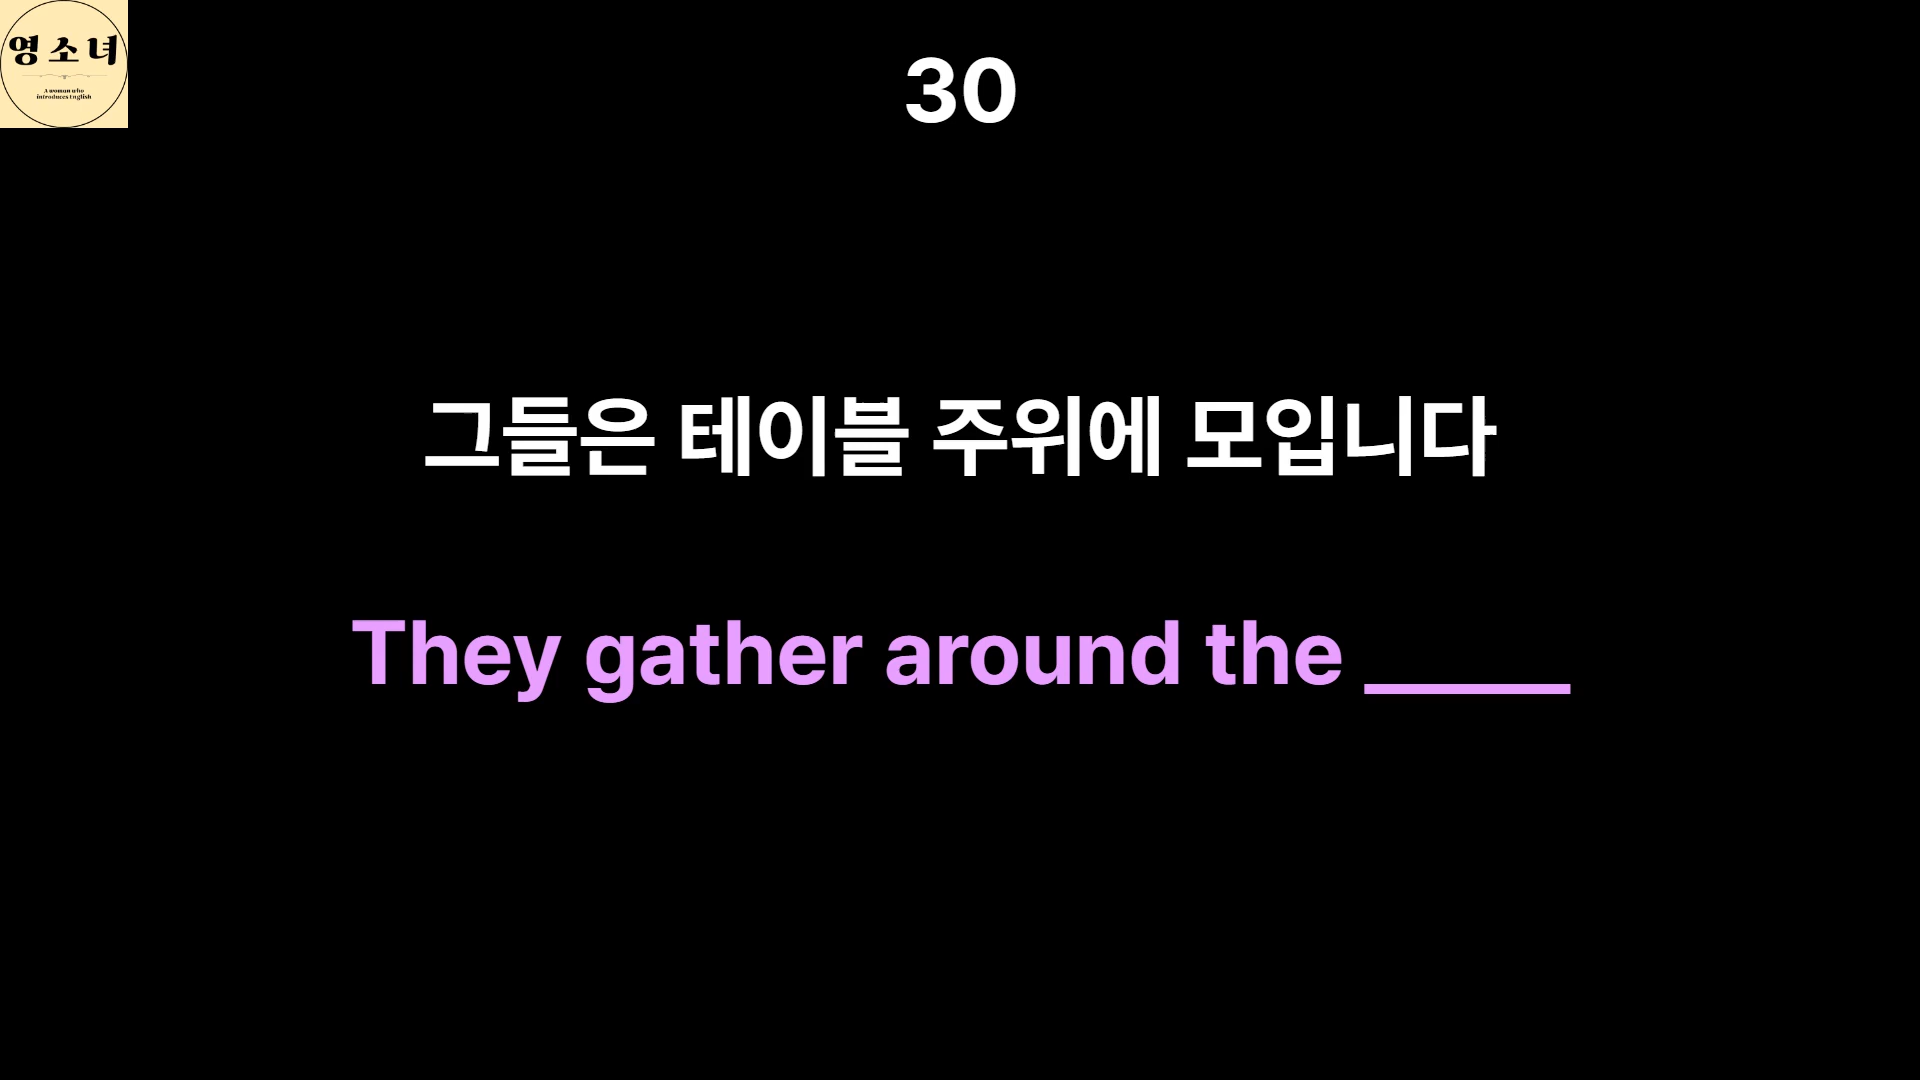 영소녀
A woman who
introduces English
30
그들은 테이블 주위에 모입니다
They gather around the _____